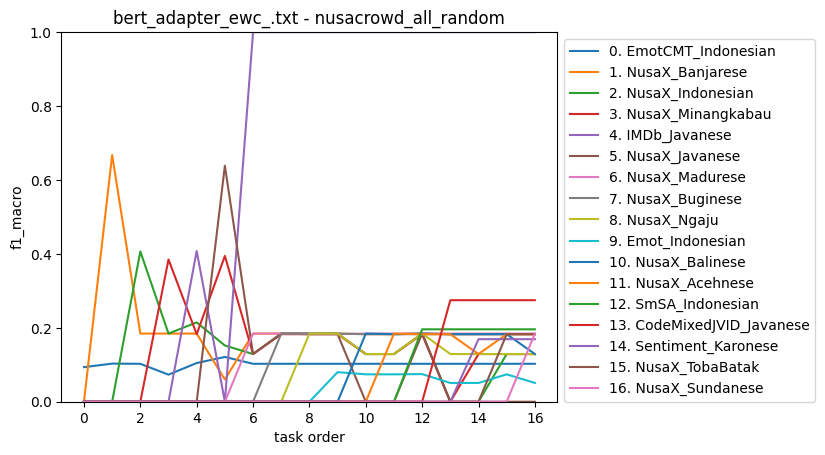 bert_adapter_ewc_.txt - nusacrowd_all_random
1.0
0.8
0.6
0.4
0.2
0.0
f1_macro
0 2 4 6 8 10 12 14 16
task order
0. EmotCMT_Indonesian
1. NusaX_Banjarese
2. NusaX_Indonesian
3. NusaX_Minangkabau
4. IMDb_Javanese
5. NusaX_Javanese
6. NusaX_Madurese
7. NusaX_Buginese
8. NusaX_Ngaju
9. Emot_Indonesian
10. NusaX_Balinese
11. NusaX_Acehnese
12. SmSA_Indonesian
13. CodeMixedJVID_Javanese
14. Sentinment_Karonese
15. NusaX_TobaBatak
16. NusaX_Sundanese